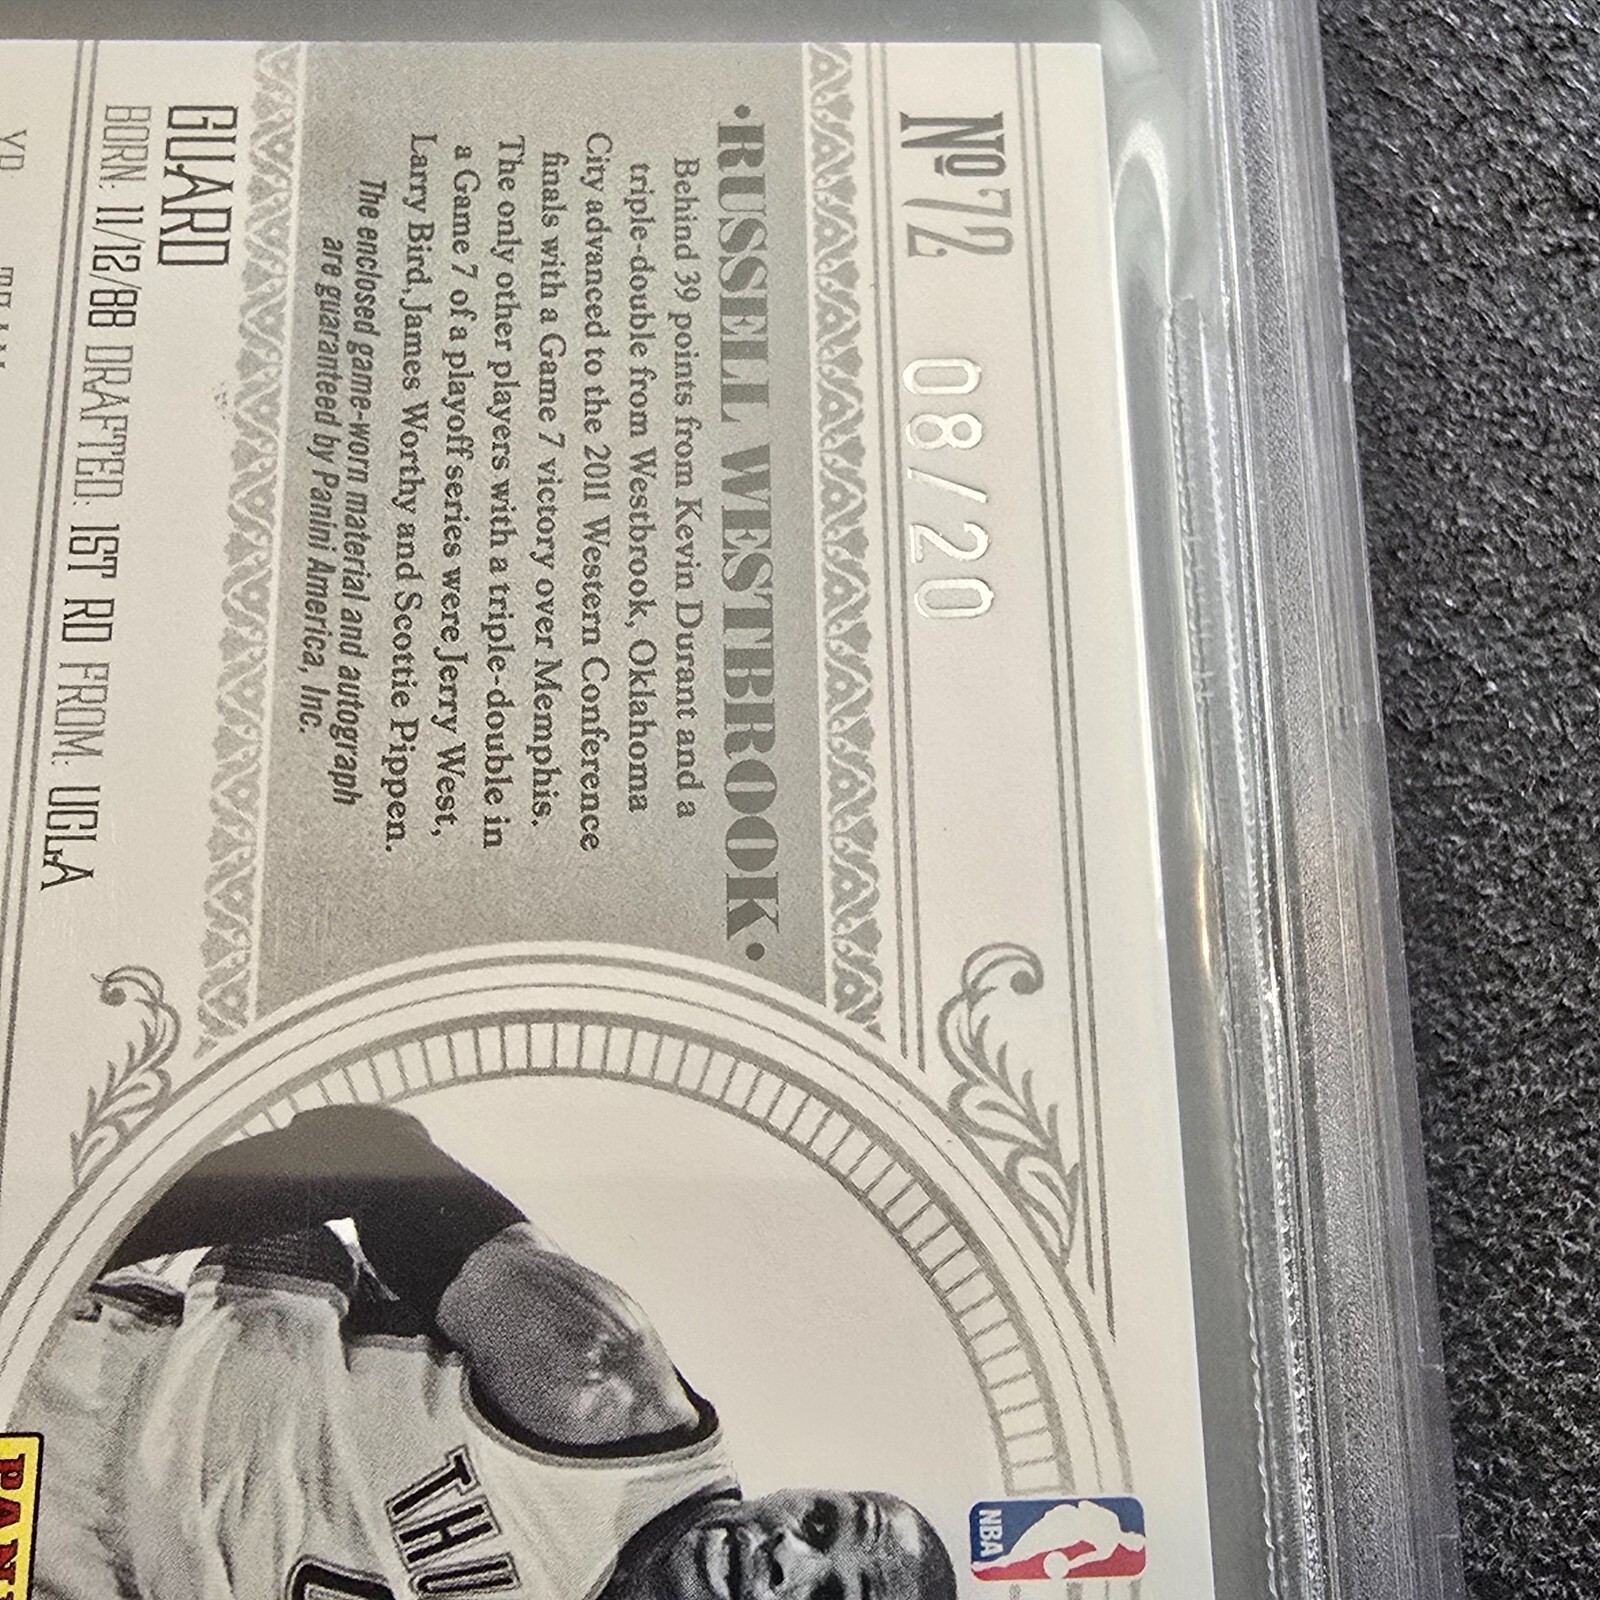 Nº 72 08/20
•RUSSELL WESTBROOK•
Behind 39 points from Kevin Durant and a
triple-double from Westbrook, Oklahoma
City advanced to the 2011 Western Conference
finals with a Game 7 victory over Memphis.
The only other players with a triple-double in
a Game 7 of a playoff series were Jerry West,
Larry Bird, James Worthy and Scottie Pippen.
The enclosed game-worn material and autograph
are guaranteed by Panini America, Inc.
GUARD
BORN: 11/12/88 DRAFTED: 1ST RD FROM: UCLA
NBA
THU